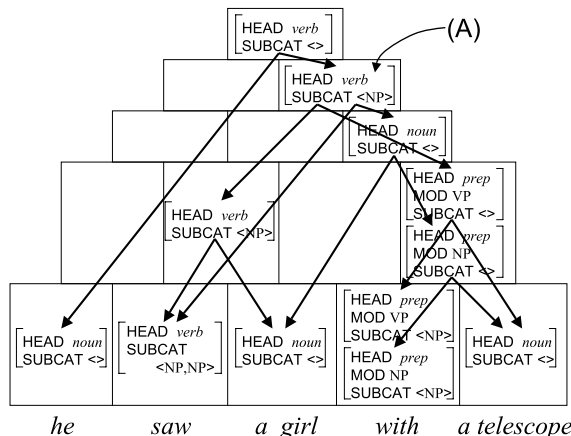 HEAD verb
SUBCAT <>
(A)
HEAD verb
SUBCAT <NP>
HEAD noun
SUBCAT <>
HEAD prep
MOD VP
SUBCAT <>
HEAD verb
SUBCAT <NP>
HEAD prep
MOD NP
SUBCAT <>
HEAD noun
SUBCAT <>
HEAD verb
SUBCAT
<NP,NP>
HEAD noun
SUBCAT <>
HEAD prep
MOD VP
SUBCAT <NP>
HEAD prep
MOD NP
SUBCAT <NP>
HEAD noun
SUBCAT <>
he saw a girl with a telescope